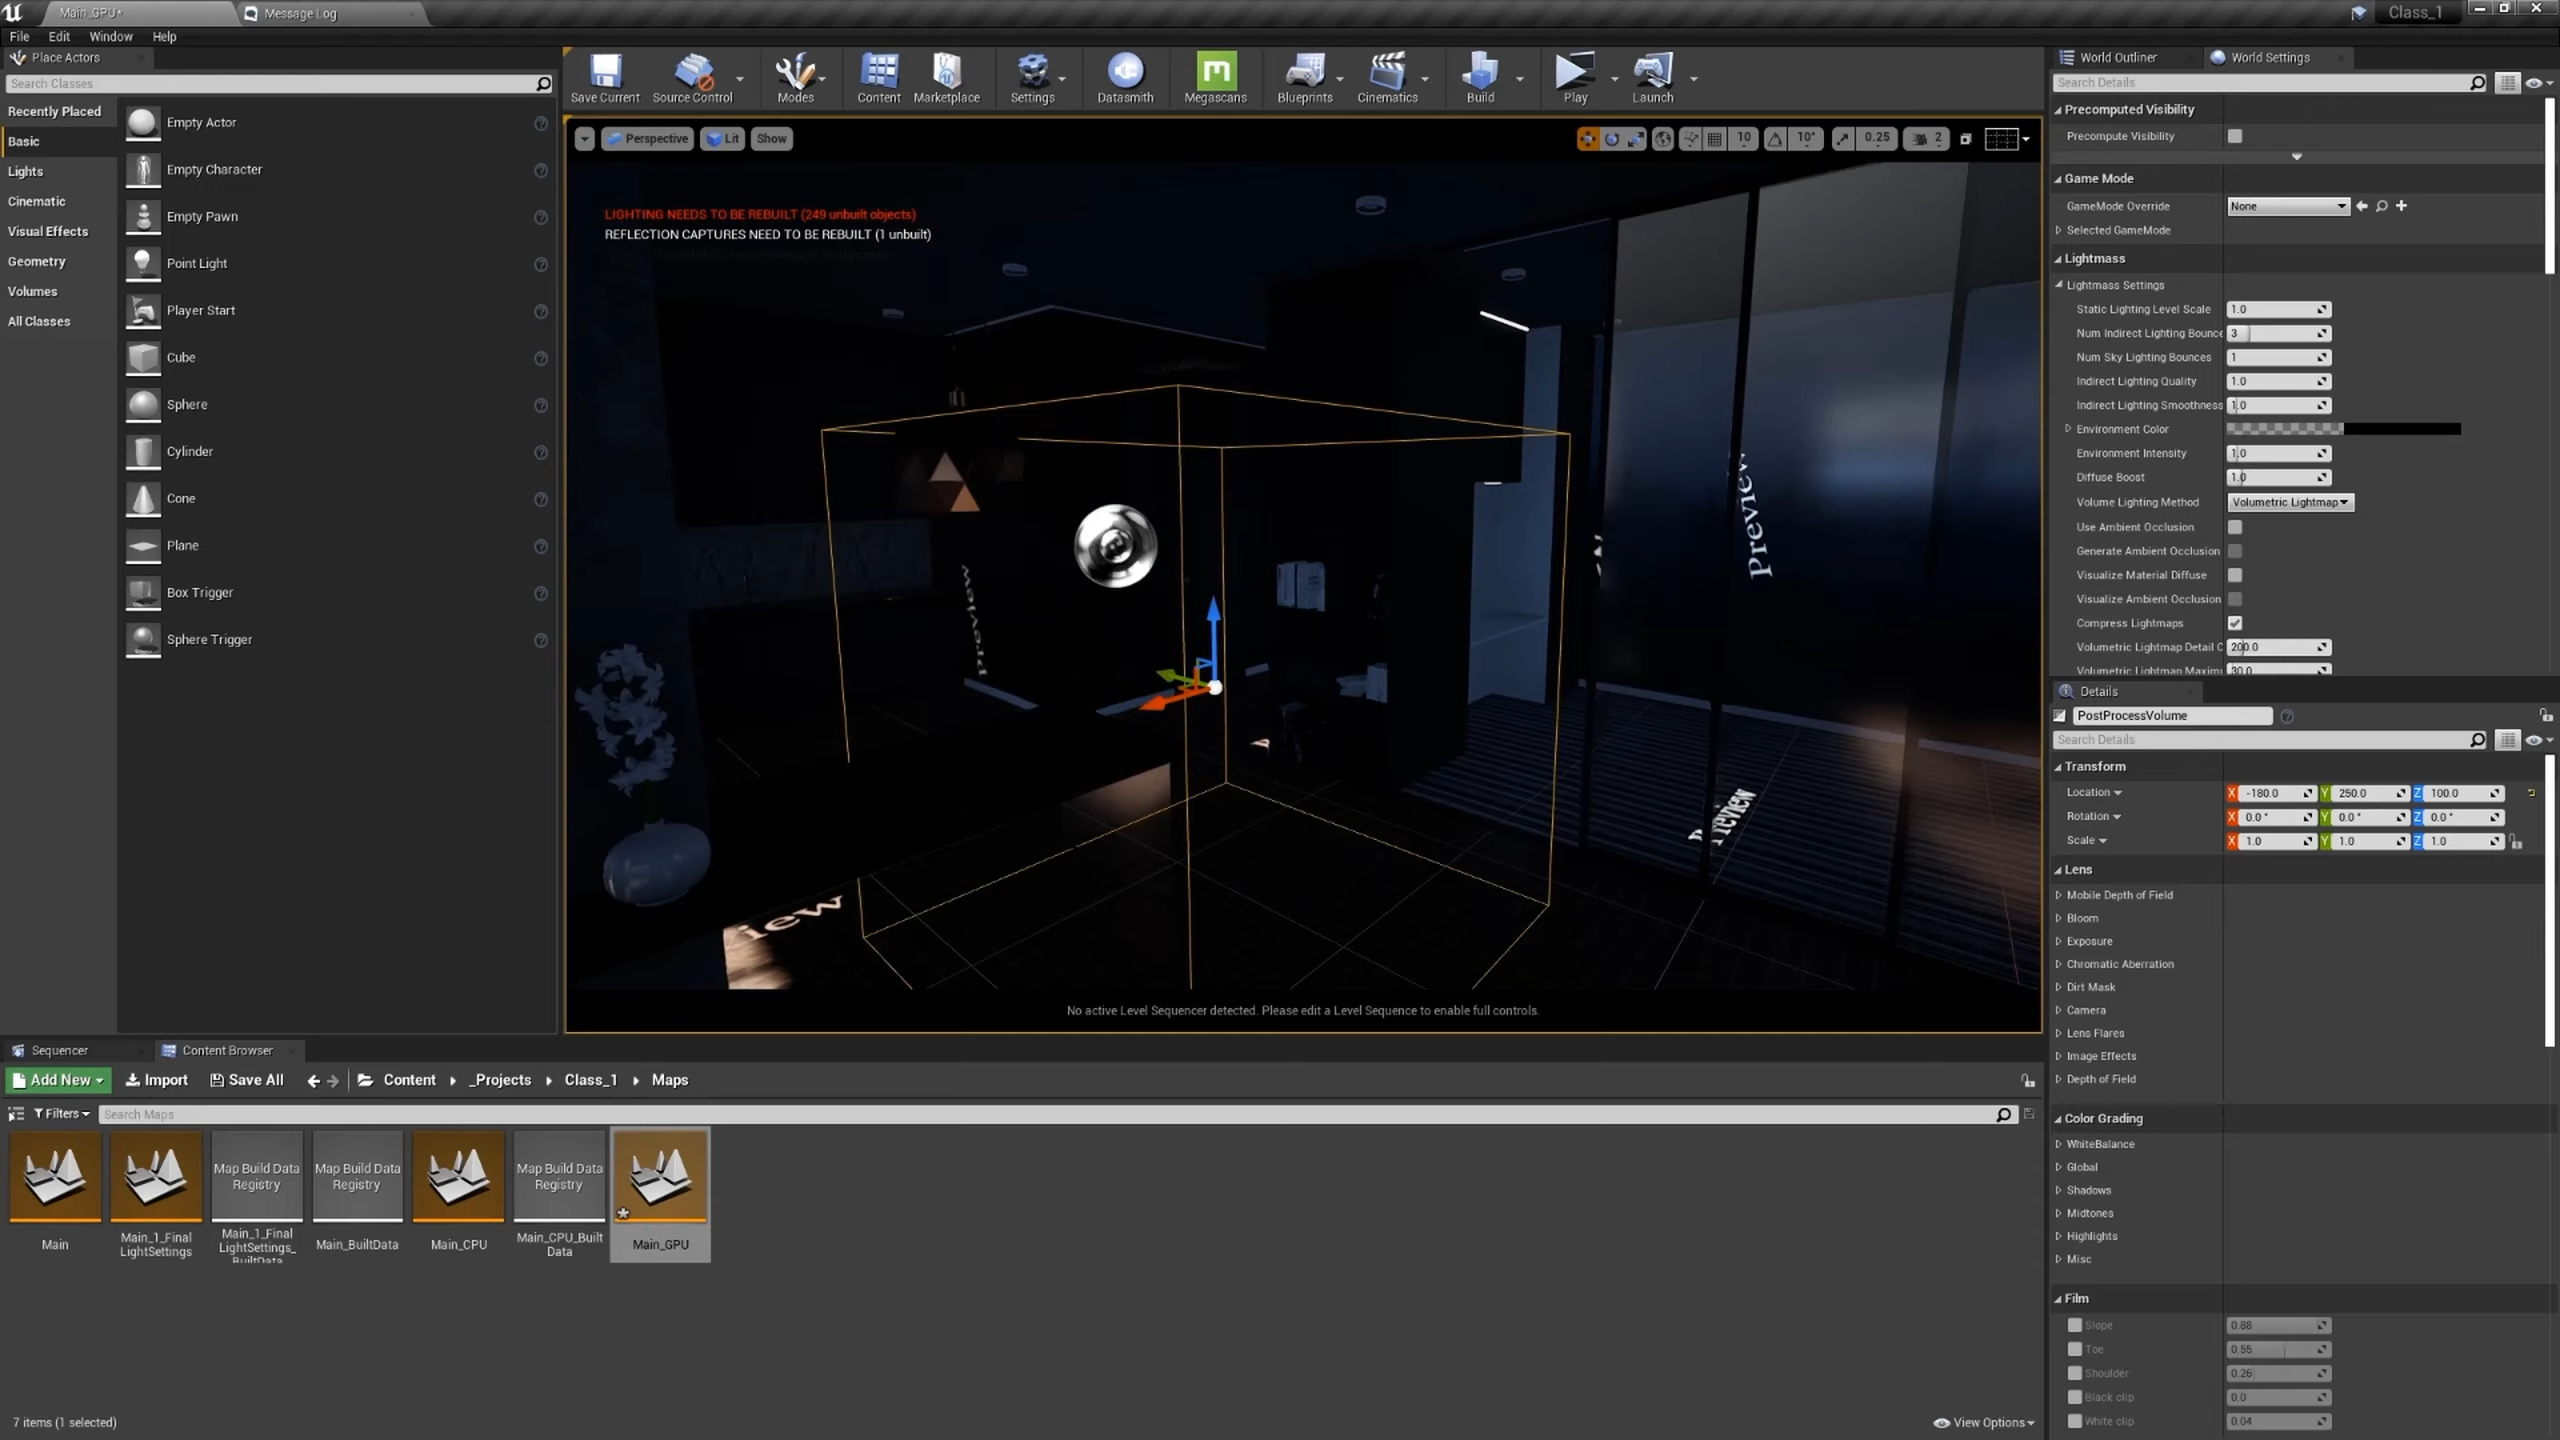 Main_GPU*
Message Log
Class_1
File Edit Window Help
Place Actors
Search Classes
Recently Placed
Basic
Lights
Cinematic
Visual Effects
Geometry
Volumes
All Classes
Empty Actor
Empty Character
Empty Pawn
Point Light
Player Start
Cube
Sphere
Cylinder
Cone
Plane
Box Trigger
Sphere Trigger
Save Current
Source Control
Modes
Content
Marketplace
Settings
Datasmith
Megascans
Blueprints
Cinematics
Build
Play
Launch
Perspective
Lit
Show
10
10°
0.25
2
LIGHTING NEEDS TO BE REBUILT (249 unbuilt objects)
REFLECTION CAPTURES NEED TO BE REBUILT (1 unbuilt)
Preview
Preview
Preview
iew
No active Level Sequencer detected. Please edit a Level Sequence to enable full controls.
World Outliner
World Settings
Search Details
Precomputed Visibility
Precompute Visibility
Game Mode
GameMode Override None
Selected GameMode
Lightmass
Lightmass Settings
Static Lighting Level Scale 1.0
Num Indirect Lighting Bounce 3
Num Sky Lighting Bounces 1
Indirect Lighting Quality 1.0
Indirect Lighting Smoothness 1.0
Environment Color
Environment Intensity 1.0
Diffuse Boost 1.0
Volume Lighting Method Volumetric Lightmap
Use Ambient Occlusion
Generate Ambient Occlusion
Visualize Material Diffuse
Visualize Ambient Occlusion
Compress Lightmaps
Volumetric Lightmap Detail C 200.0
Volumetric Lightmap Maximu 30.0
Details
PostProcessVolume
Search Details
Transform
Location X -180.0 Y 250.0 Z 100.0
Rotation X 0.0 ° Y 0.0 ° Z 0.0 °
Scale X 1.0 Y 1.0 Z 1.0
Lens
Mobile Depth of Field
Bloom
Exposure
Chromatic Aberration
Dirt Mask
Camera
Lens Flares
Image Effects
Depth of Field
Color Grading
WhiteBalance
Global
Shadows
Midtones
Highlights
Misc
Film
Slope 0.88
Toe 0.55
Shoulder 0.26
Black clip 0.0
White clip 0.04
Sequencer
Content Browser
Add New
Import
Save All
Content
_Projects
Class_1
Maps
Filters
Search Maps
Main
Main_1_Final
LightSettings
Map Build Data
Registry
Main_1_Final
LightSettings_
BuiltData
Map Build Data
Registry
Main_BuiltData
Main_CPU
Map Build Data
Registry
Main_CPU_Built
Data
Main_GPU
7 items (1 selected)
View Options